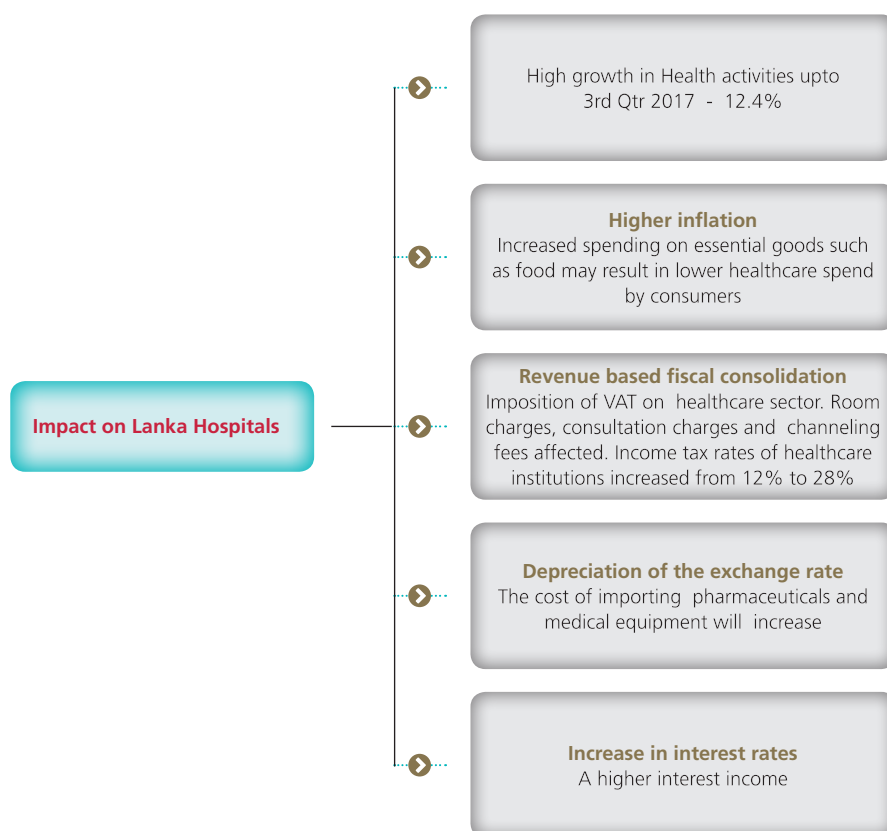 High growth in Health activities upto
3rd Qtr 2017 - 12.4%
Higher inflation
Increased spending on essential goods such
as food may result in lower healthcare spend
by consumers
Impact on Lanka Hospitals
Revenue based fiscal consolidation
Imposition of VAT on healthcare sector. Room
charges, consultation charges and channeling
fees affected. Income tax rates of healthcare
institutions increased from 12% to 28%
Depreciation of the exchange rate
The cost of importing pharmaceuticals and
medical equipment will increase
Increase in interest rates
A higher interest income